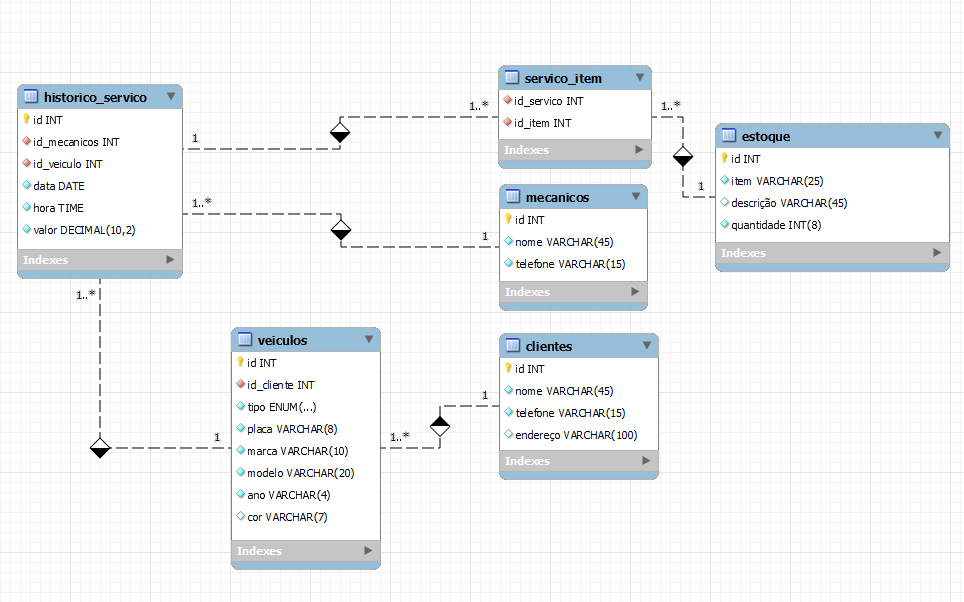 historico_servico
id INT
id_mecanicos INT
id_veiculo INT
data DATE
hora TIME
valor DECIMAL(10,2)
Indexes
1
1..*
1..*
1..*
servico_item
id_servico INT
id_item INT
Indexes
1..*
1
estoque
id INT
item VARCHAR(25)
descrição VARCHAR(45)
quantidade INT(8)
Indexes
mecanicos
id INT
nome VARCHAR(45)
telefone VARCHAR(15)
Indexes
1
veiculos
id INT
id_cliente INT
tipo ENUM(...)
placa VARCHAR(8)
marca VARCHAR(10)
modelo VARCHAR(20)
ano VARCHAR(4)
cor VARCHAR(7)
Indexes
1
1..*
1
clientes
id INT
nome VARCHAR(45)
telefone VARCHAR(15)
endereço VARCHAR(100)
Indexes